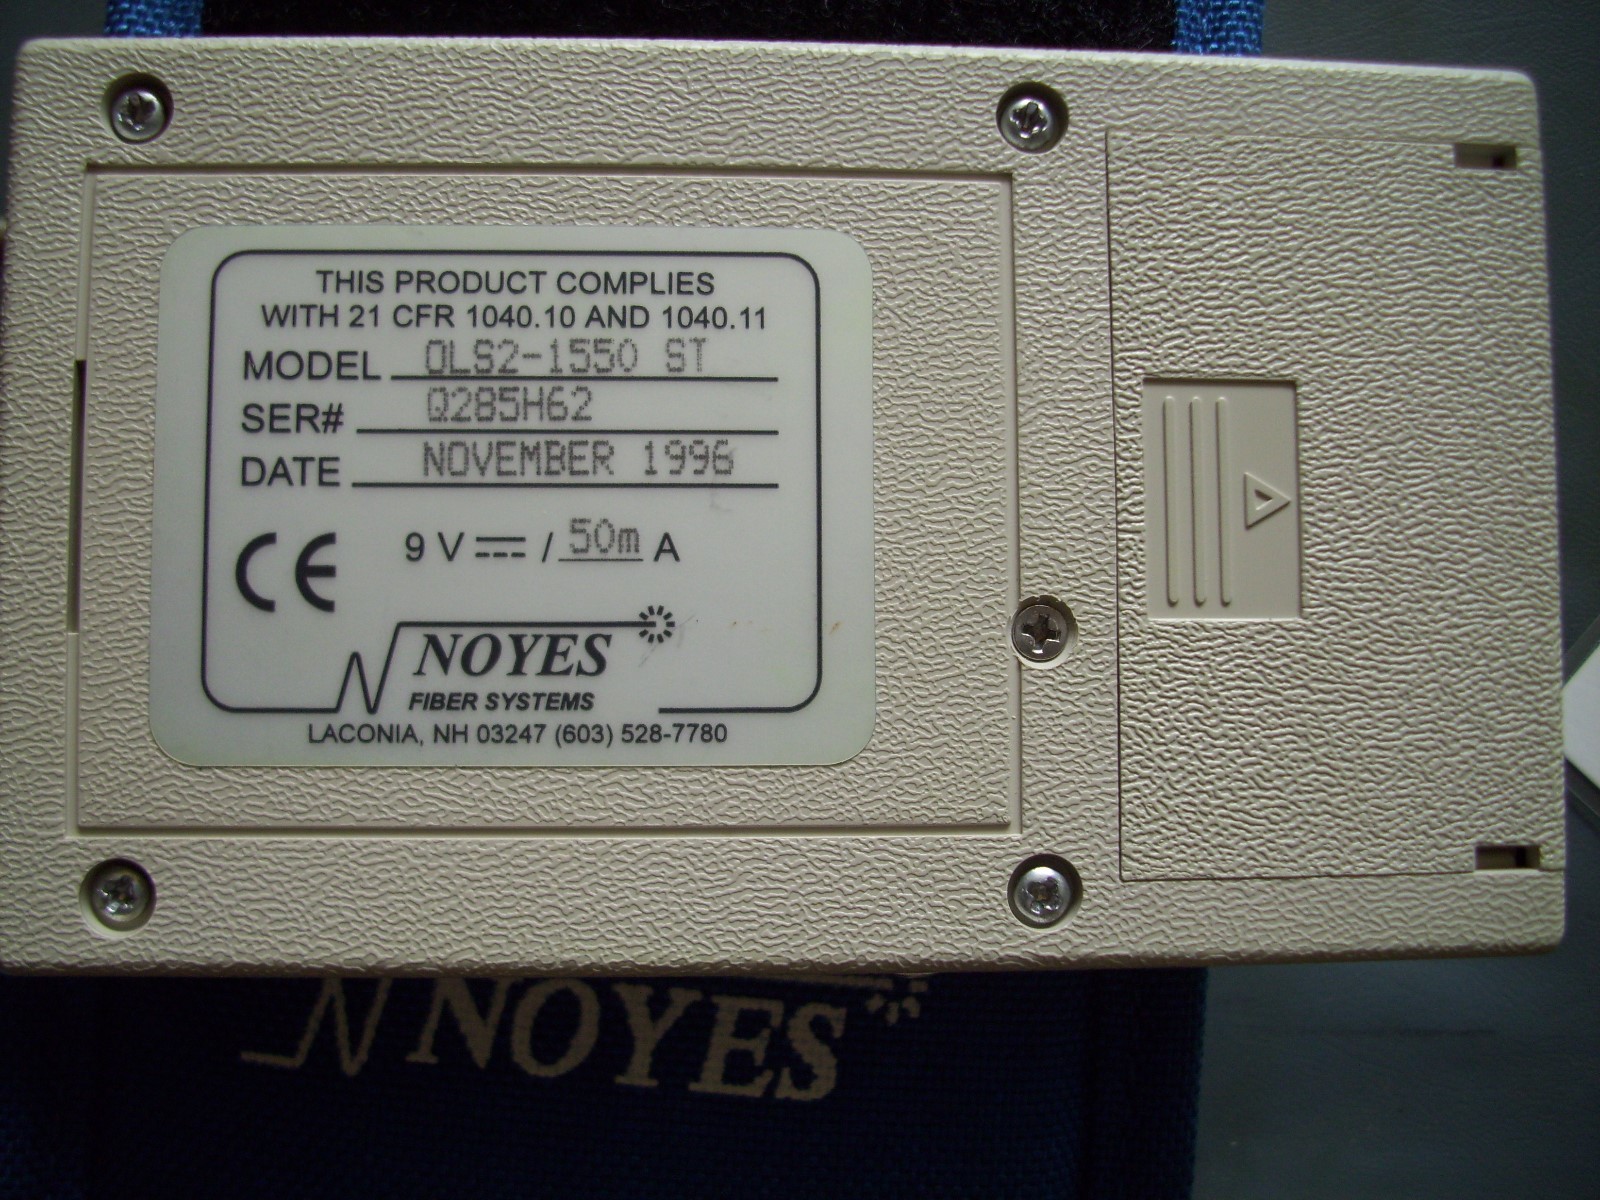 THIS PRODUCT COMPLIES
WITH 21 CFR 1040.10 AND 1040.11
MODEL OLS2-1550 ST
SER# Q285H62
DATE NOVEMBER 1996
CE 9 V ⎓ / 50m A
NOYES
FIBER SYSTEMS
LACONIA, NH 03247 (603) 528-7780
NOYES